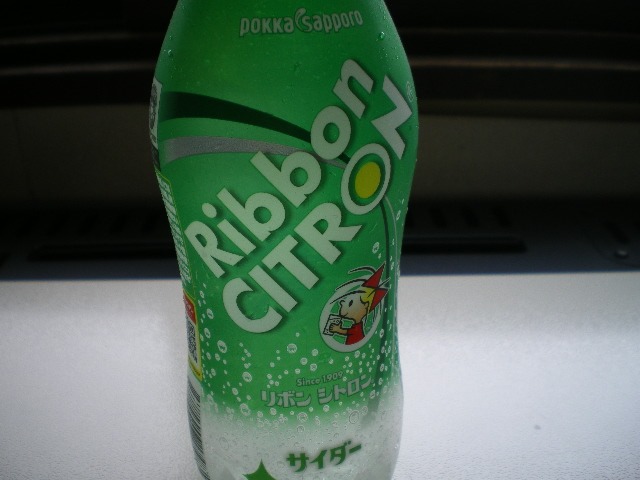 pokka sapporo
Ribbon
CITRON
Since 1909
リボン シトロン
サイダー